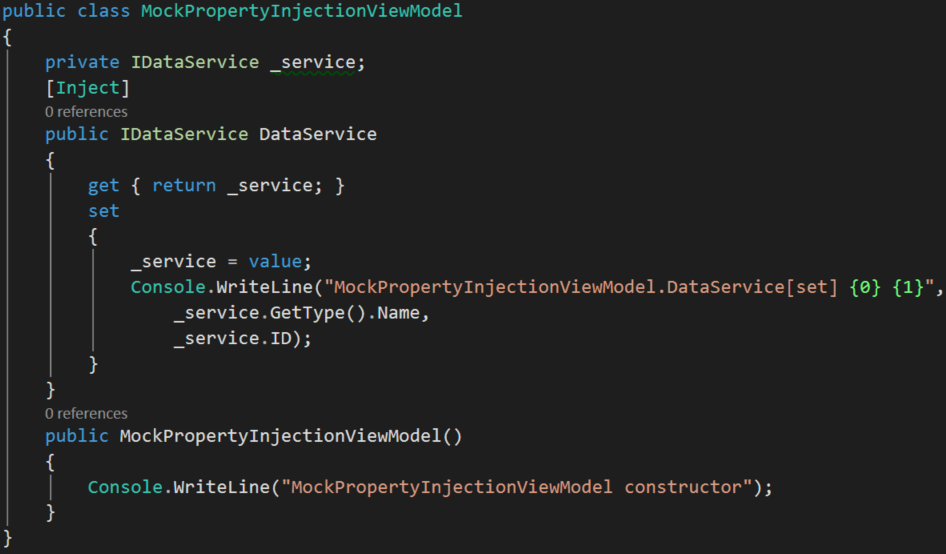 public class MockPropertyInjectionViewModel
{
    private IDataService _service;
    [Inject]
    0 references
    public IDataService DataService
    {
        get { return _service; }
        set
        {
            _service = value;
            Console.WriteLine("MockPropertyInjectionViewModel.DataService[set] {0} {1}",
                _service.GetType().Name,
                _service.ID);
        }
    }
    0 references
    public MockPropertyInjectionViewModel()
    {
        Console.WriteLine("MockPropertyInjectionViewModel constructor");
    }
}